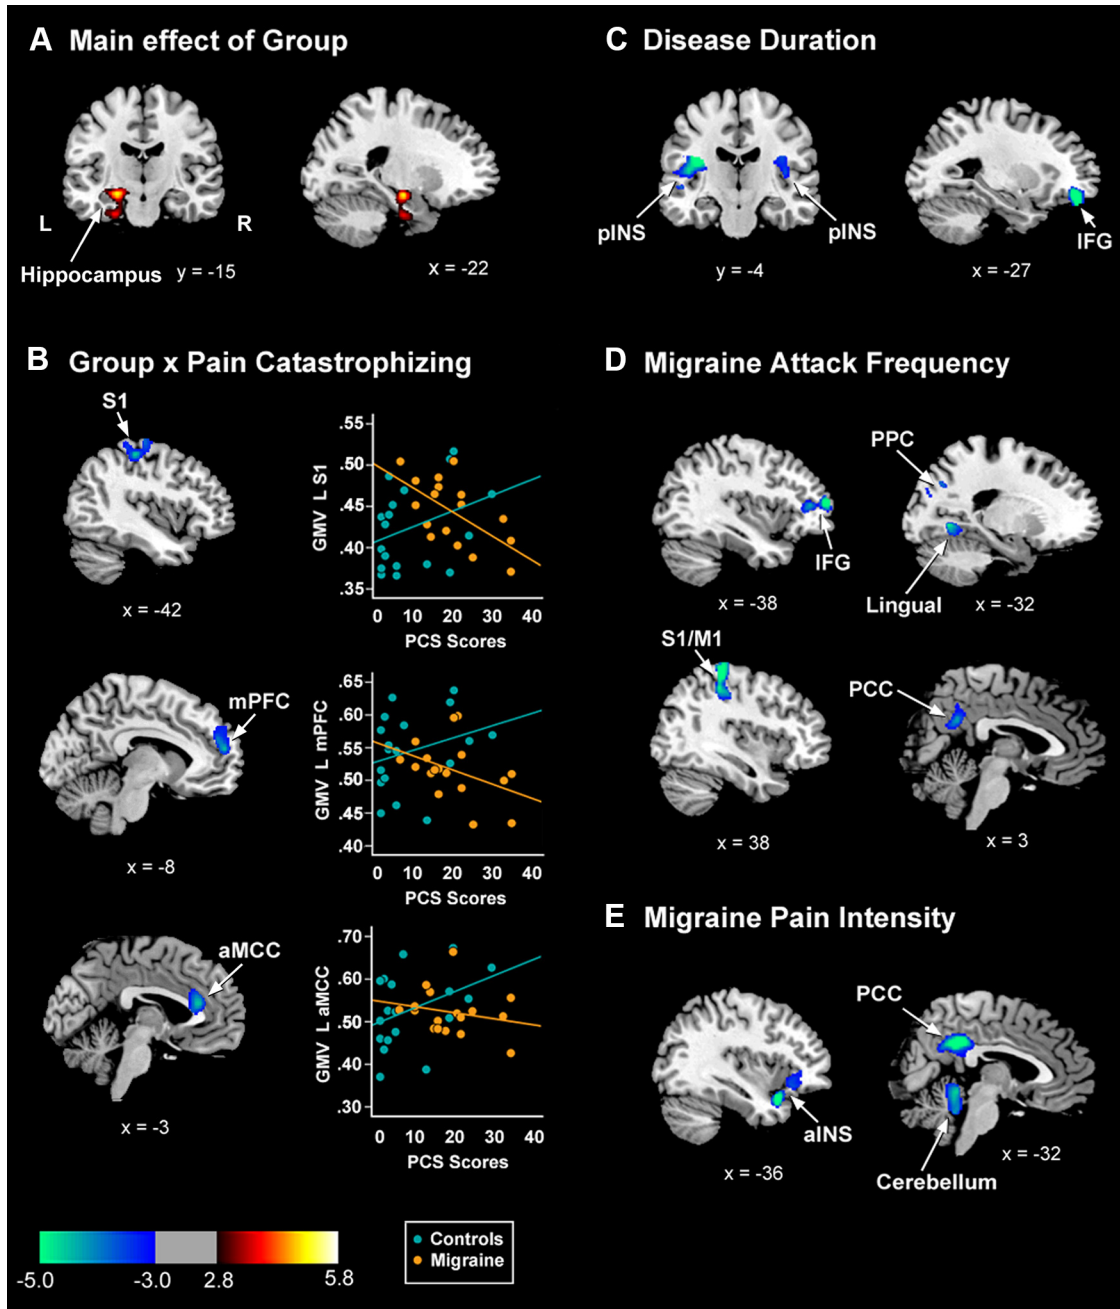 A Main effect of Group
L
R
Hippocampus
y = -15
x = -22
B Group x Pain Catastrophizing
S1
x = -42
GMV L S1
.55
.50
.45
.40
.35
0 10 20 30 40
PCS Scores
mPFC
x = -8
GMV L mPFC
.65
.60
.55
.50
.45
.40
0 10 20 30 40
PCS Scores
aMCC
x = -3
GMV L aMCC
.70
.60
.50
.40
.30
0 10 20 30 40
PCS Scores
-5.0 -3.0 2.8 5.8
Controls
Migraine
C Disease Duration
pINS
pINS
y = -4
IFG
x = -27
D Migraine Attack Frequency
IFG
x = -38
PPC
Lingual
x = -32
S1/M1
x = 38
PCC
x = 3
E Migraine Pain Intensity
aINS
x = -36
PCC
Cerebellum
x = -32